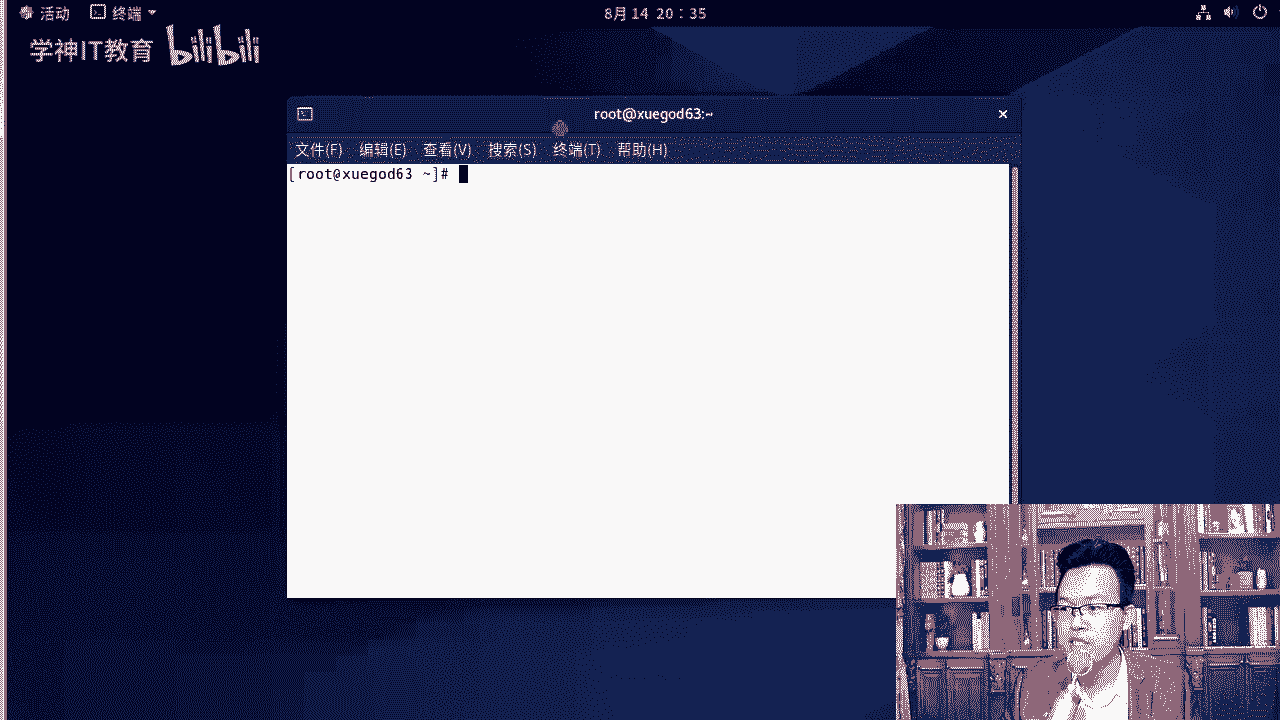 活动 终端 8月 14 20：35
学神IT教育 bilibili
root@xuegod63:~
文件(F) 编辑(E) 查看(V) 搜索(S) 终端(T) 帮助(H)
[root@xuegod63 ~]#